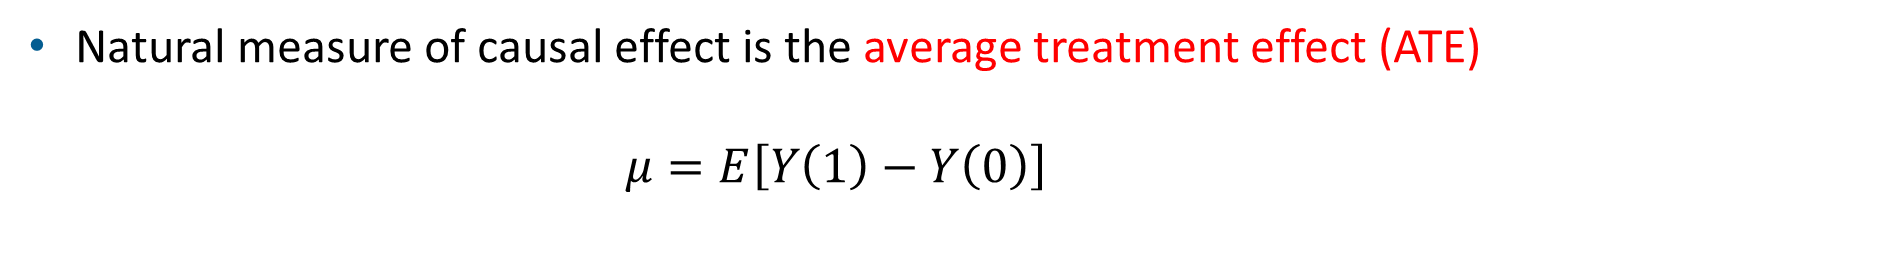 • Natural measure of causal effect is the average treatment effect (ATE)
𝜇 = 𝐸[𝑌(1) − 𝑌(0)]